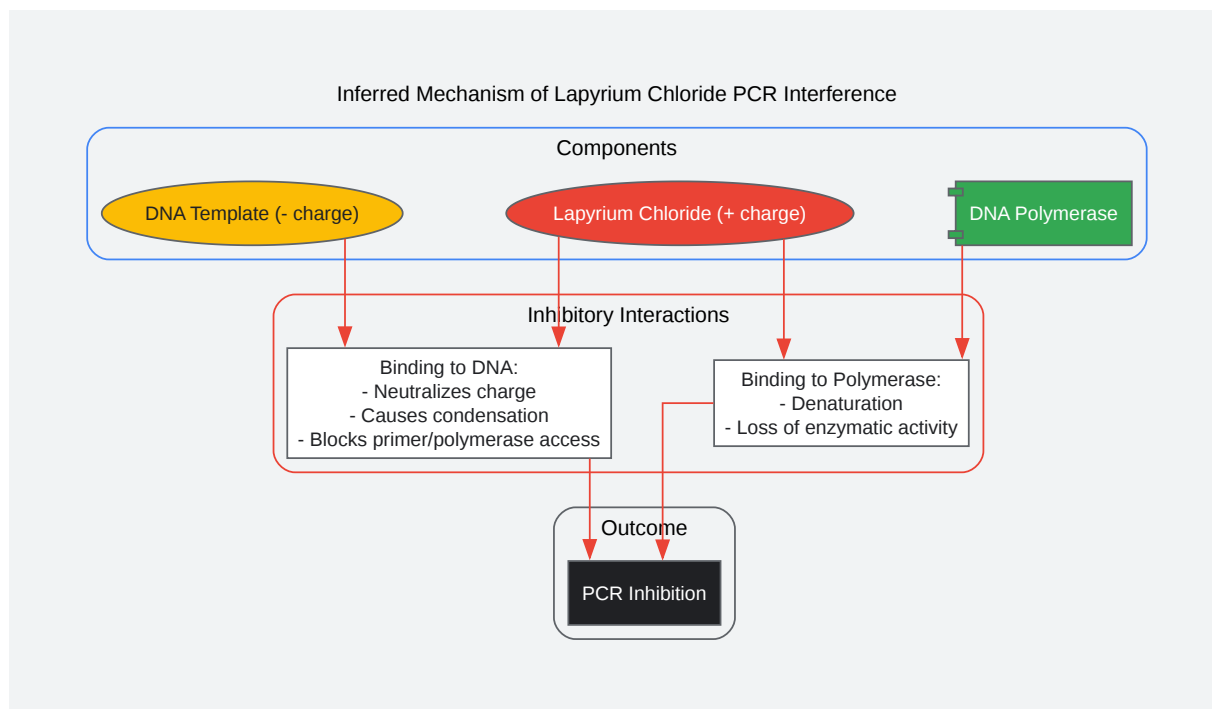 Inferred Mechanism of Lapyrium Chloride PCR Interference
Components
DNA Template (- charge)
Lapyrium Chloride (+ charge)
DNA Polymerase
Inhibitory Interactions
Binding to DNA:
- Neutralizes charge
- Causes condensation
- Blocks primer/polymerase access
Binding to Polymerase:
- Denaturation
- Loss of enzymatic activity
Outcome
PCR Inhibition